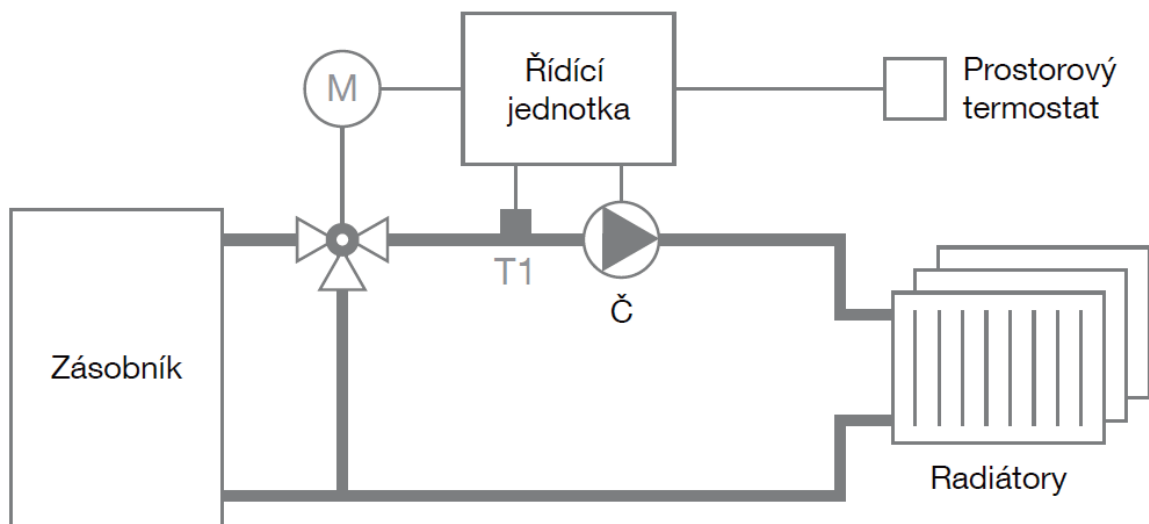 M
Řídící
jednotka
Prostorový
termostat
T1
Č
Zásobník
Radiátory